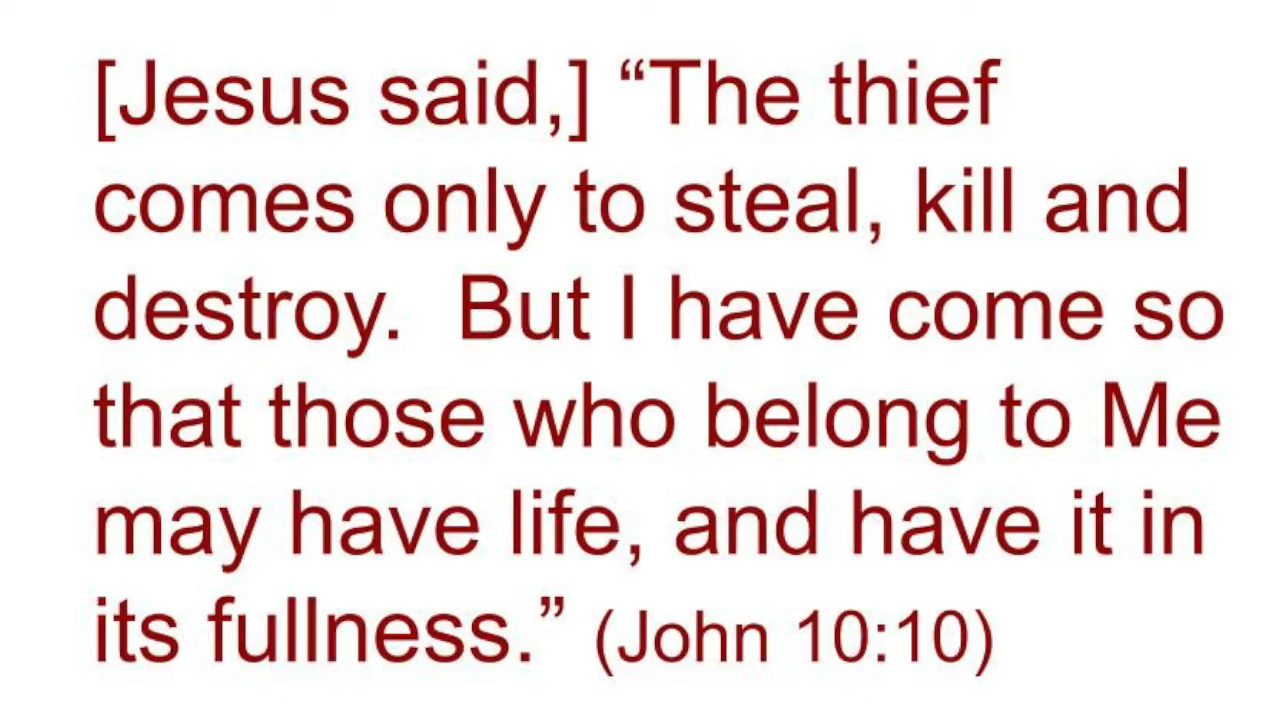 [Jesus said,] “The thief
comes only to steal, kill and
destroy.  But I have come so
that those who belong to Me
may have life, and have it in
its fullness.” (John 10:10)